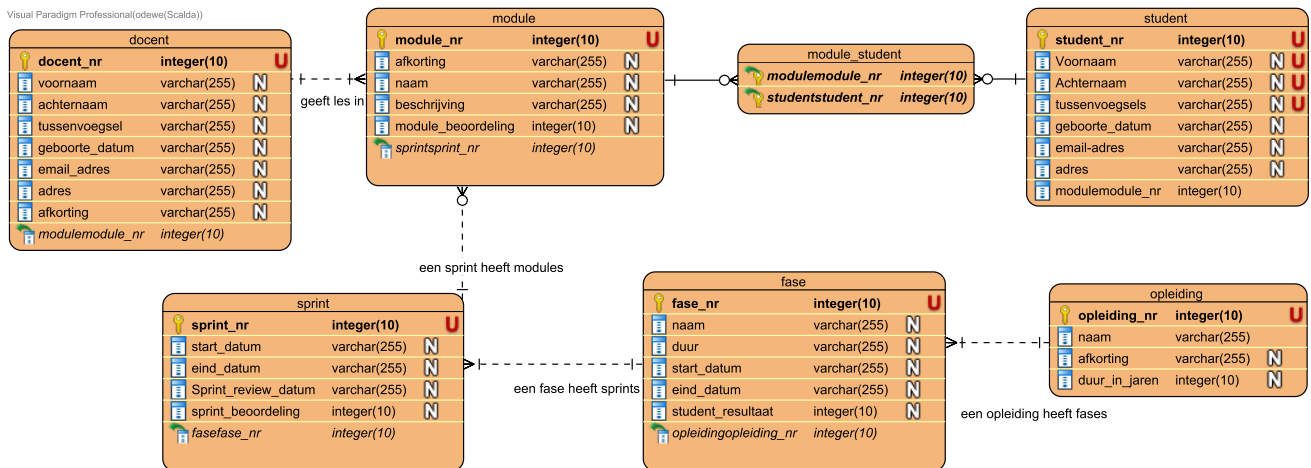 Visual Paradigm Professional(odewe(Scalda))
docent
docent_nr integer(10) U
voornaam varchar(255) N
achternaam varchar(255) N
tussenvoegsel varchar(255) N
geboorte_datum varchar(255) N
email_adres varchar(255) N
adres varchar(255) N
afkorting varchar(255) N
modulemodule_nr integer(10)
geeft les in
module
module_nr integer(10) U
afkorting varchar(255) N
naam varchar(255) N
beschrijving varchar(255) N
module_beoordeling integer(10) N
sprintsprint_nr integer(10)
module_student
modulemodule_nr integer(10)
studentstudent_nr integer(10)
student
student_nr integer(10) U
Voornaam varchar(255) N U
Achternaam varchar(255) N U
tussenvoegsels varchar(255) N U
geboorte_datum varchar(255) N
email-adres varchar(255) N
adres varchar(255) N
modulemodule_nr integer(10)
een sprint heeft modules
sprint
sprint_nr integer(10) U
start_datum varchar(255) N
eind_datum varchar(255) N
Sprint_review_datum varchar(255) N
sprint_beoordeling integer(10) N
fasefase_nr integer(10)
een fase heeft sprints
fase
fase_nr integer(10) U
naam varchar(255) N
duur varchar(255) N
start_datum varchar(255) N
eind_datum varchar(255) N
student_resultaat integer(10) N
opleidingopleiding_nr integer(10)
opleiding
opleiding_nr integer(10) U
naam varchar(255)
afkorting varchar(255) N
duur_in_jaren integer(10) N
een opleiding heeft fases